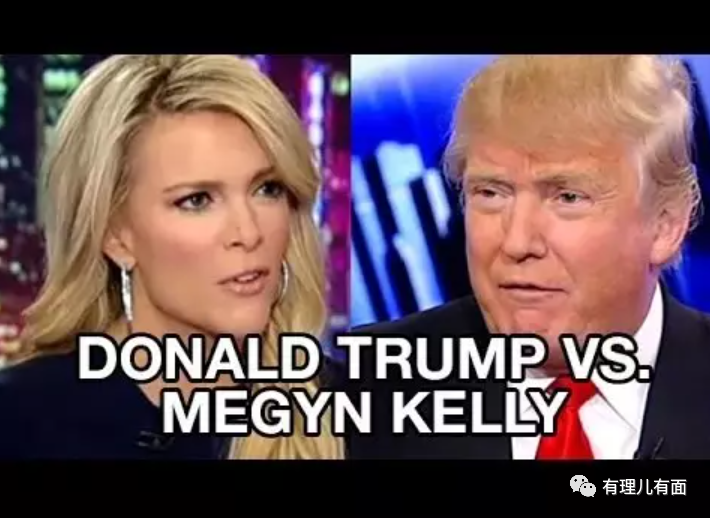 DONALD TRUMP VS.
MEGYN KELLY
有理儿有面